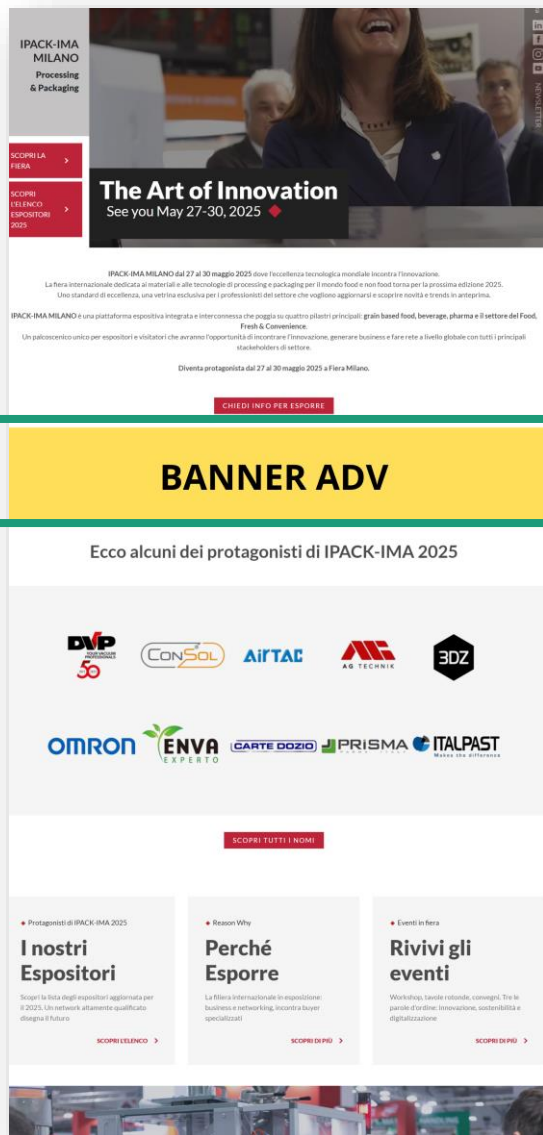 IPACK-IMA
MILANO
Processing
& Packaging
NEWSLETTER
SCOPRI LA
FIERA
SCOPRI
L'ELENCO
ESPOSITORI
2025
The Art of Innovation
See you May 27-30, 2025
IPACK-IMA MILANO dal 27 al 30 maggio 2025 dove l'eccellenza tecnologica mondiale incontra l'innovazione.
La fiera internazionale dedicata ai materiali e alle tecnologie di processing e packaging per il mondo food e non food torna per la prossima edizione 2025.
Uno standard di eccellenza, una vetrina esclusiva per i professionisti del settore che vogliono aggiornarsi e scoprire novità e trends in anteprima.
IPACK-IMA MILANO è una piattaforma espositiva integrata e interconnessa che poggia su quattro pilastri principali: grain based food, beverage, pharma e il settore del Food,
Fresh & Convenience.
Un palcoscenico unico per espositori e visitatori che avranno l'opportunità di incontrare l'innovazione, generare business e fare rete a livello globale con tutti i principali
stackeholders di settore.
Diventa protagonista dal 27 al 30 maggio 2025 a Fiera Milano.
CHIEDI INFO PER ESPORRE
BANNER ADV
Ecco alcuni dei protagonisti di IPACK-IMA 2025
DVP
50
CONSOL
AirTAC
AG TECHNIK
3DZ
OMRON
ENVA
EXPERTO
CARTE DOZIO
PRISMA
ITALPAST
Makes the difference
SCOPRI TUTTI I NOMI
Protagonisti di IPACK-IMA 2025
I nostri
Espositori
Scopri la lista degli espositori aggiornata per
il 2025. Un network altamente qualificato
disegna il futuro
SCOPRI L'ELENCO
Reason Why
Perché
Esporre
La filiera internazionale in esposizione:
business e networking, incontra buyer
specializzati
SCOPRI DI PIÙ
Eventi in fiera
Rivivi gli
eventi
Workshop, tavole rotonde, convegni. Tre le
parole d'ordine: innovazione, sostenibilità e
digitalizzazione
SCOPRI DI PIÙ